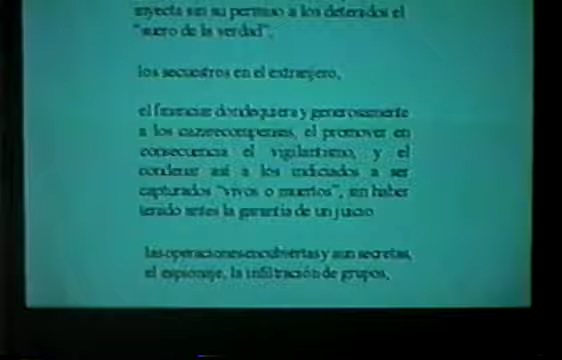 inyecta sin su permiso a los detenidos el
"suero de la verdad",
los secuestros en el extranjero,
el financiar dondequiera y generosamente
a los cazarecompensas, el promover en
consecuencia el vigilantismo, y el
condenar así a los indiciados a ser
capturados "vivos o muertos", sin haber
tenido antes la garantía de un juicio
las operaciones encubiertas y aun secretas,
el espionaje, la infiltración de grupos,